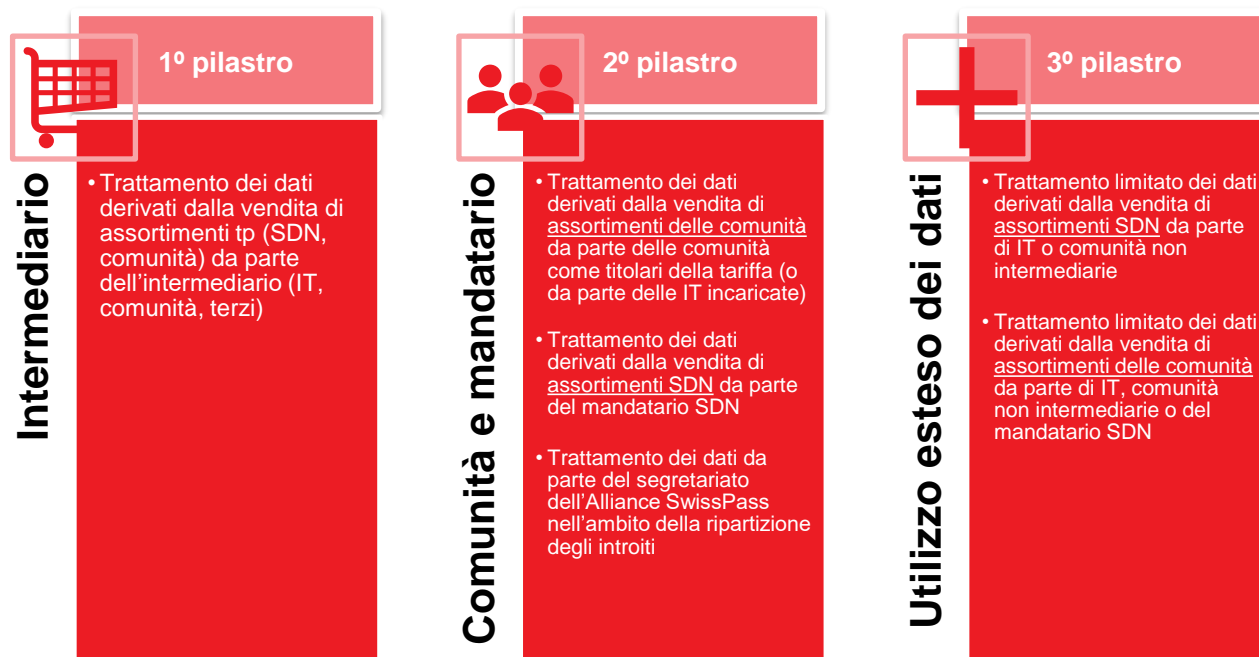 1º pilastro
Intermediario
• Trattamento dei dati
derivati dalla vendita di
assortimenti tp (SDN,
comunità) da parte
dell'intermediario (IT,
comunità, terzi)
2º pilastro
Comunità e mandatario
• Trattamento dei dati
derivati dalla vendita di
assortimenti delle comunità
da parte delle comunità
come titolari della tariffa (o
da parte delle IT incaricate)
• Trattamento dei dati
derivati dalla vendita di
assortimenti SDN da parte
del mandatario SDN
• Trattamento dei dati da
parte del segretariato
dell'Alliance SwissPass
nell'ambito della ripartizione
degli introiti
3º pilastro
Utilizzo esteso dei dati
• Trattamento limitato dei dati
derivati dalla vendita di
assortimenti SDN da parte
di IT o comunità non
intermediarie
• Trattamento limitato dei dati
derivati dalla vendita di
assortimenti delle comunità
da parte di IT, comunità
non intermediarie o del
mandatario SDN